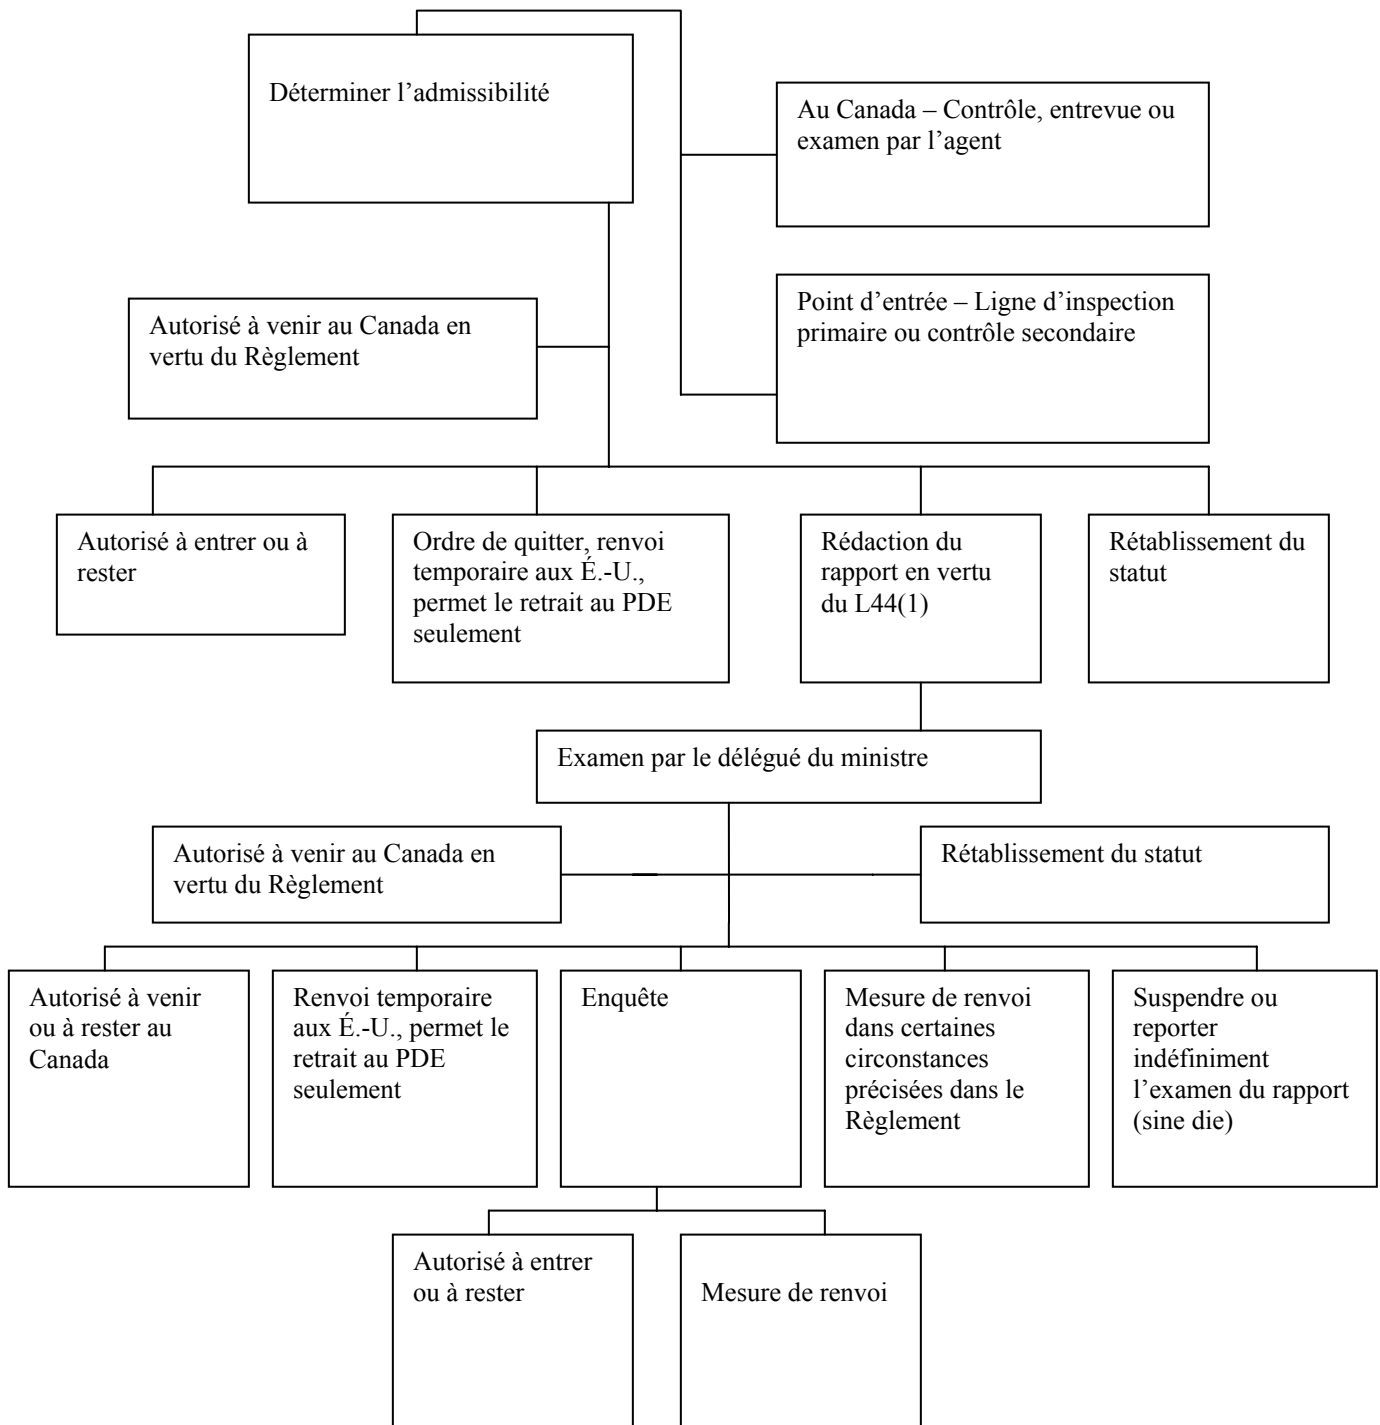 Déterminer l’admissibilité
Au Canada – Contrôle, entrevue ou
examen par l’agent
Point d’entrée – Ligne d’inspection
primaire ou contrôle secondaire
Autorisé à venir au Canada en
vertu du Règlement
Autorisé à entrer ou à
rester
Ordre de quitter, renvoi
temporaire aux É.-U.,
permet le retrait au PDE
seulement
Rédaction du
rapport en vertu
du L44(1)
Rétablissement du
statut
Examen par le délégué du ministre
Autorisé à venir au Canada en
vertu du Règlement
Rétablissement du statut
Autorisé à venir
ou à rester au
Canada
Renvoi temporaire
aux É.-U., permet le
retrait au PDE
seulement
Enquête
Mesure de renvoi
dans certaines
circonstances
précisées dans le
Règlement
Suspendre ou
reporter
indéfiniment
l’examen du rapport
(sine die)
Autorisé à entrer
ou à rester
Mesure de renvoi